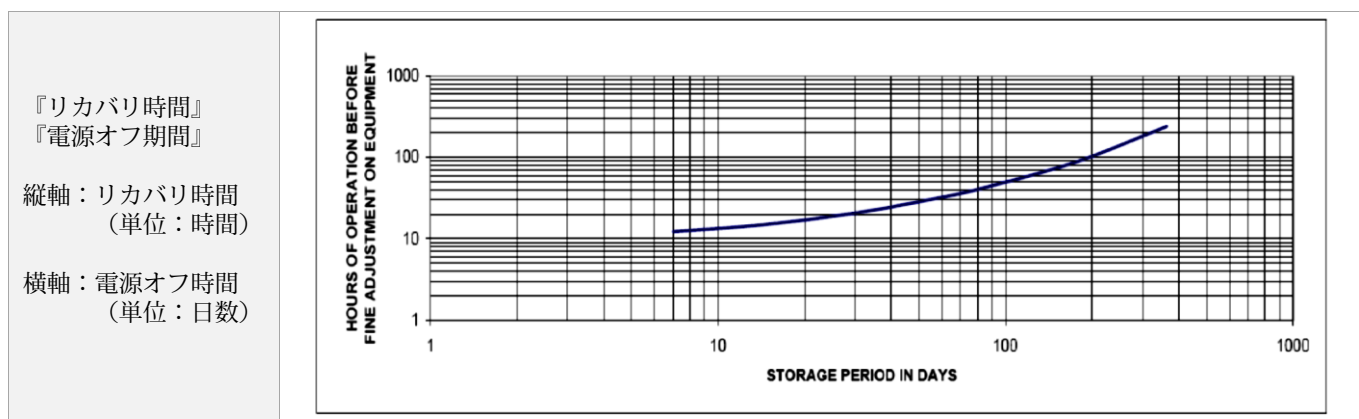 『リカバリ時間』
『電源オフ期間』
縦軸：リカバリ時間
（単位：時間）
横軸：電源オフ時間
（単位：日数）
HOURS OF OPERATION BEFORE
FINE ADJUSTMENT ON EQUIPMENT
1000
100
10
1
1
10
100
1000
STORAGE PERIOD IN DAYS